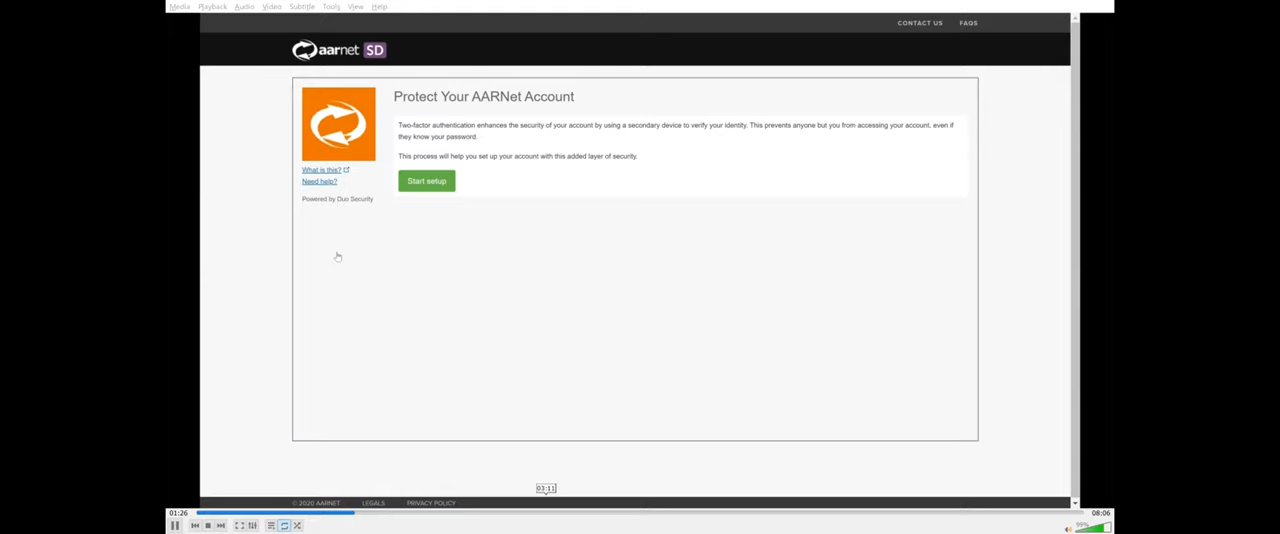 Media Playback Audio Video Subtitle Tools View Help
CONTACT US FAQS
aarnet SD
Protect Your AARNet Account
Two-factor authentication enhances the security of your account by using a secondary device to verify your identity. This prevents anyone but you from accessing your account, even if
they know your password.
This process will help you set up your account with this added layer of security.
What is this?
Need help?
Start setup
Powered by Duo Security
03:11
© 2020 AARNET LEGALS PRIVACY POLICY
01:26 08:06
99%